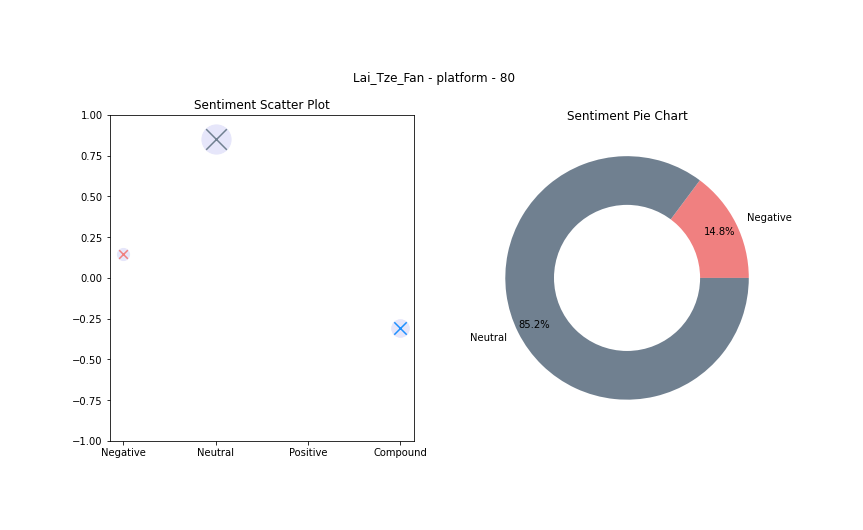 Lai_Tze_Fan - platform - 80
Sentiment Scatter Plot
1.00
0.75
0.50
0.25
0.00
−0.25
−0.50
−0.75
−1.00
Negative Neutral Positive Compound
Sentiment Pie Chart
Negative
14.8%
85.2%
Neutral